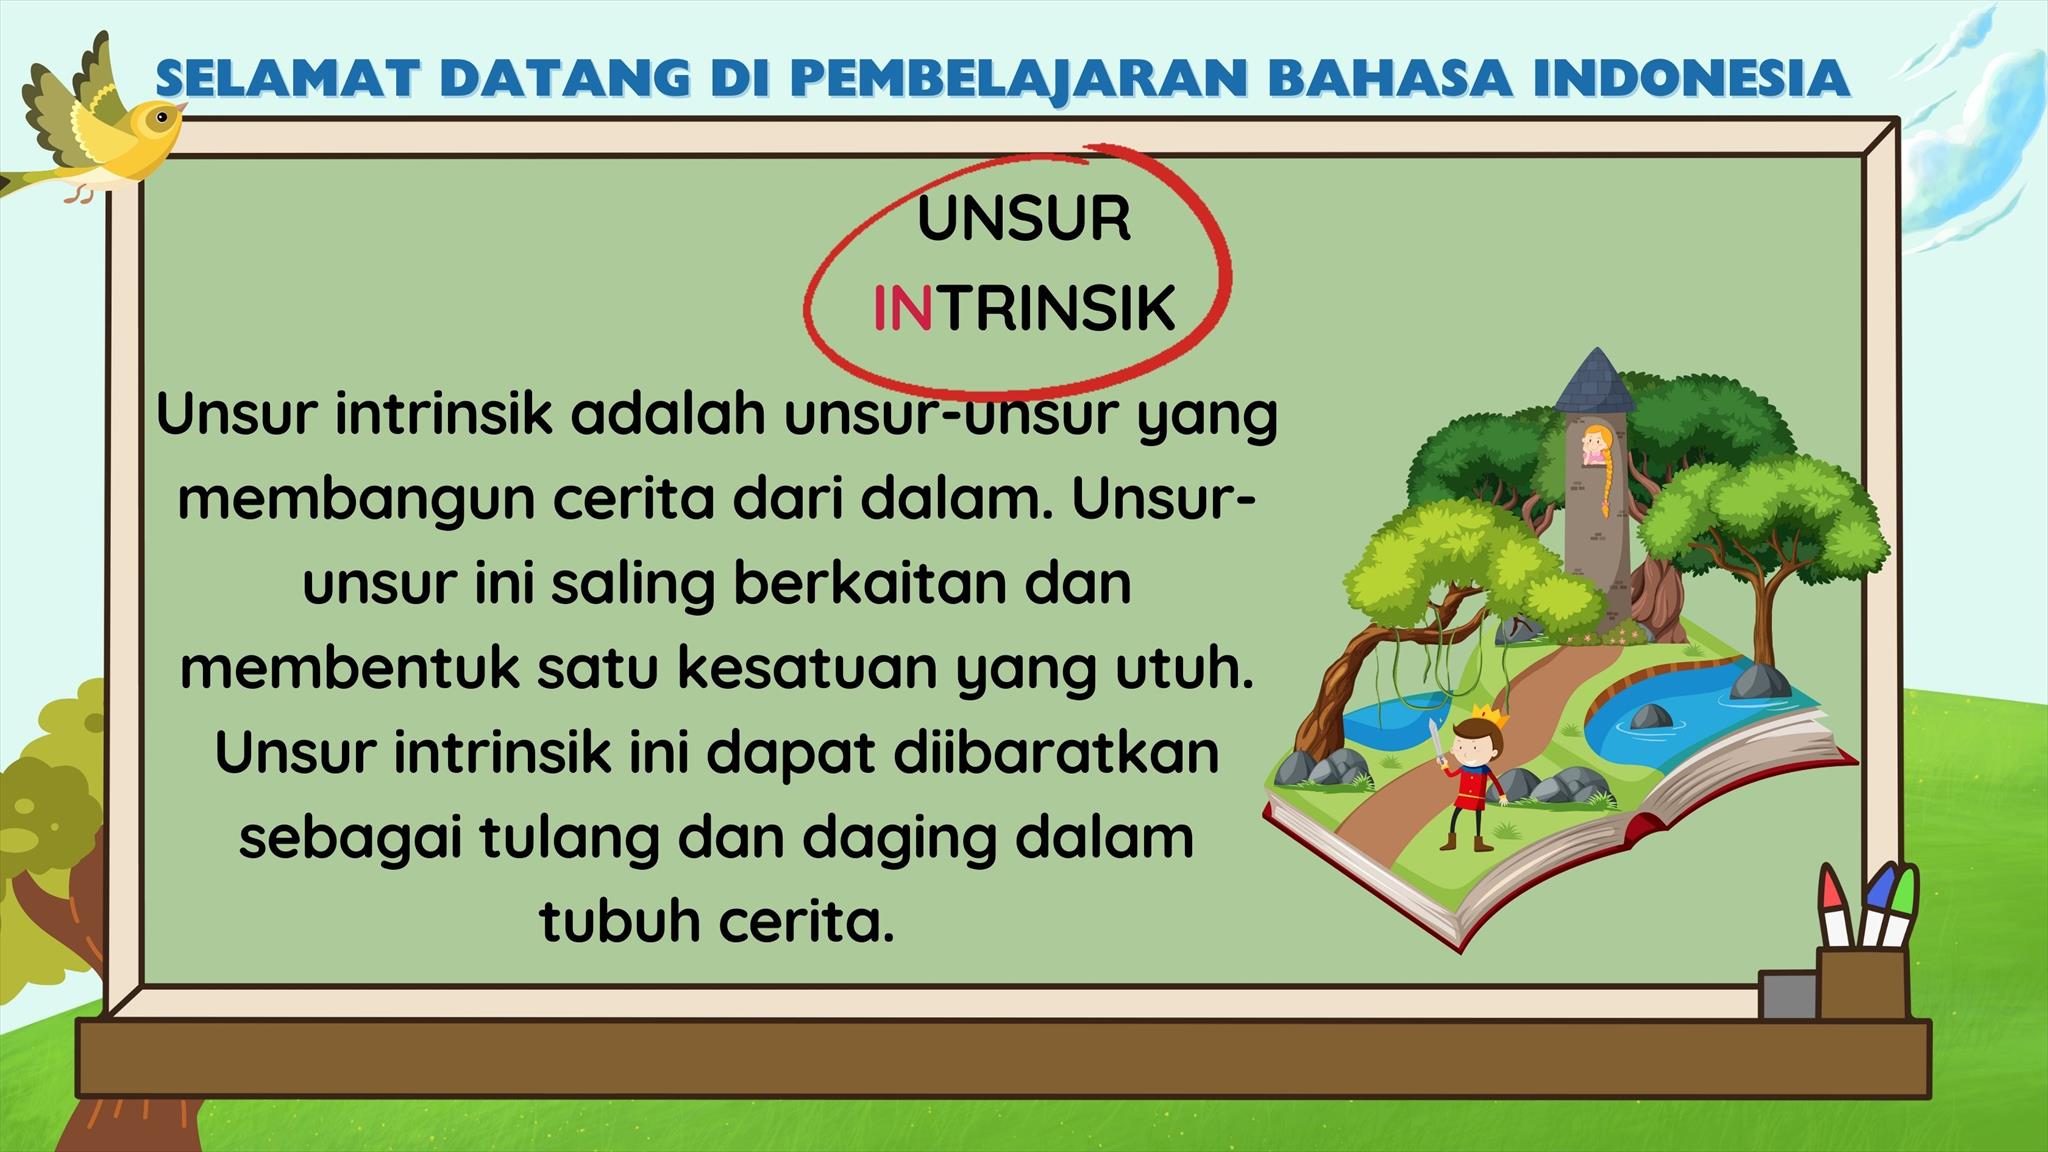 SELAMAT DATANG DI PEMBELAJARAN BAHASA INDONESIA
UNSUR
INTRINSIK
Unsur intrinsik adalah unsur-unsur yang
membangun cerita dari dalam. Unsur-
unsur ini saling berkaitan dan
membentuk satu kesatuan yang utuh.
Unsur intrinsik ini dapat diibaratkan
sebagai tulang dan daging dalam
tubuh cerita.